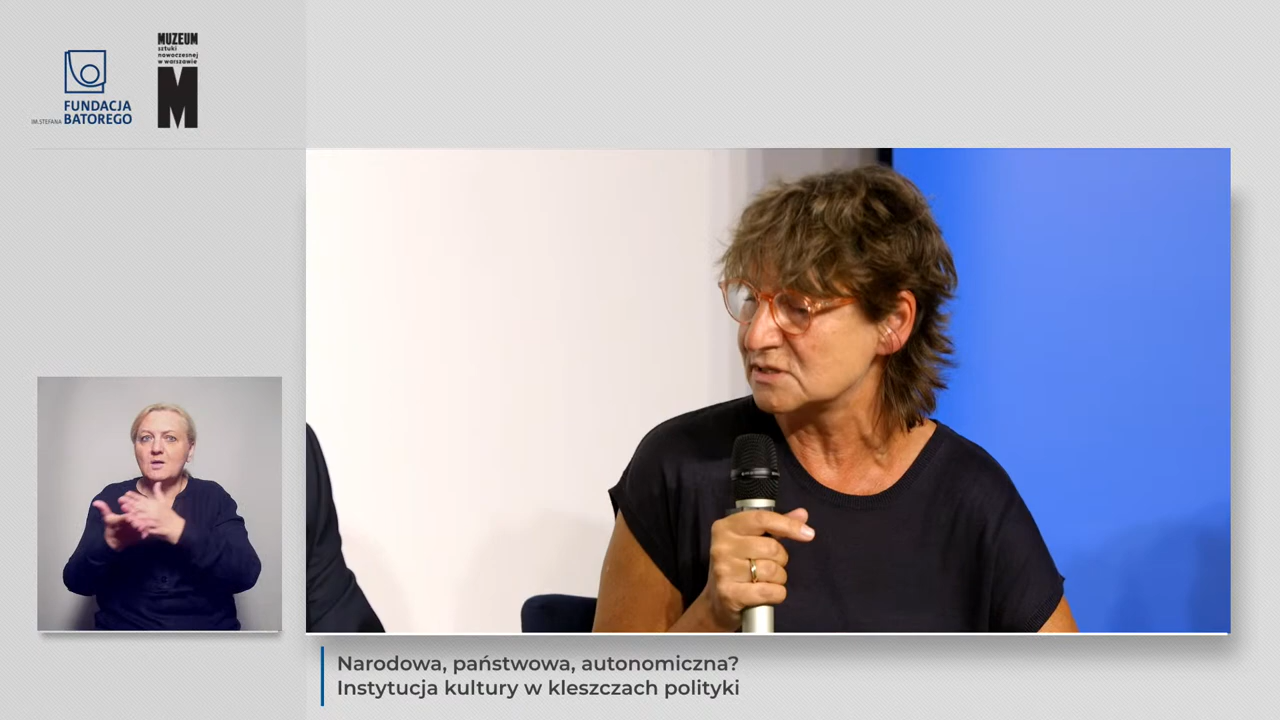 MUZEUM
sztuki
nowoczesnej
w warszawie
M
FUNDACJA
IM. STEFANA BATOREGO
Narodowa, państwowa, autonomiczna?
Instytucja kultury w kleszczach polityki